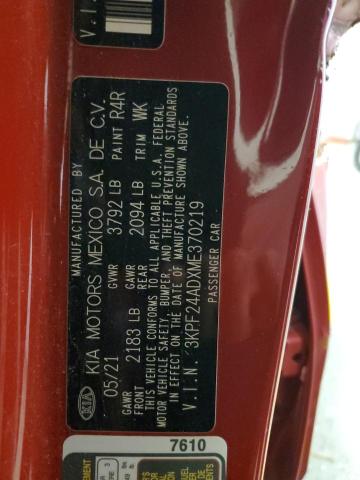 MANUFACTURED BY
KIA KIA MOTORS MEXICO S.A. DE C.V.
05/21 GVWR 3792 LB PAINT R4R
GAWR FRONT 2183 LB GAWR REAR 2094 LB TRIM WK
THIS VEHICLE CONFORMS TO ALL APPLICABLE U.S.A. FEDERAL
MOTOR VEHICLE SAFETY, BUMPER, AND THEFT PREVENTION STANDARDS
IN EFFECT ON THE DATE OF MANUFACTURE SHOWN ABOVE.
V.I.N. 3KPF24ADXME370219
PASSENGER CAR
V.I.
7610